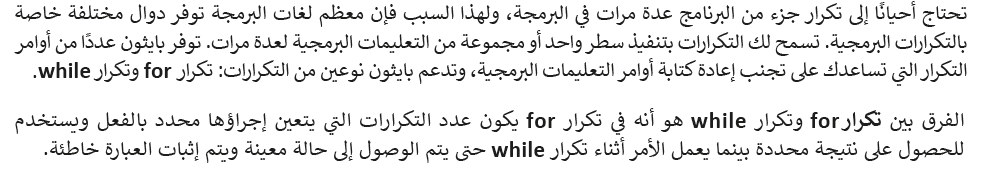 تحتاج أحيانًا إلى تكرار جزء من البرنامج عدة مرات في البرمجة، ولهذا السبب فإن معظم لغات البرمجة توفر دوال مختلفة خاصة
بالتكرارات البرمجية. تسمح لك التكرارات بتنفيذ سطر واحد أو مجموعة من التعليمات البرمجية لعدة مرات. توفر بايثون عددًا من أوامر
التكرار التي تساعدك على تجنب إعادة كتابة أوامر التعليمات البرمجية، وتدعم بايثون نوعين من التكرارات: تكرار for وتكرار while.
الفرق بين تكرار for وتكرار while هو أنه في تكرار for يكون عدد التكرارات التي يتعين إجراؤها محدد بالفعل ويستخدم
للحصول على نتيجة محددة بينما يعمل الأمر أثناء تكرار while حتى يتم الوصول إلى حالة معينة ويتم إثبات العبارة خاطئة.